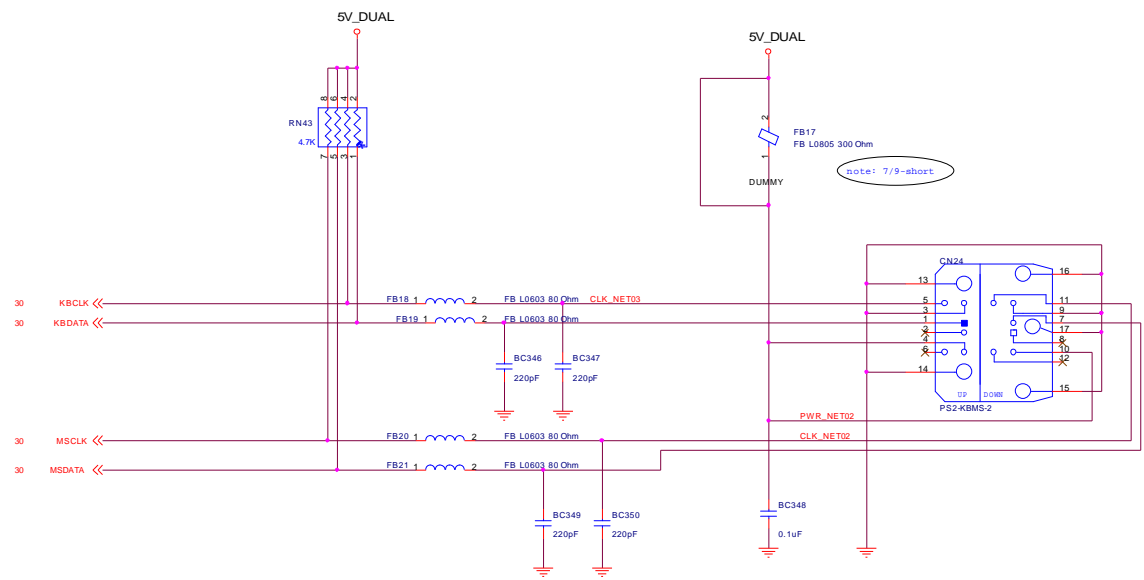 5V_DUAL
5V_DUAL
8 6 4 2
RN43
4.7K
7 5 3 1
2
FB17
FB L0805 300 Ohm
1
DUMMY
note: 7/9-short
CN24
13
16
30 KBCLK FB18 1 2 FB L0603 80 Ohm CLK_NET03 5 11
3 9
30 KBDATA FB19 1 2 FB L0603 80 Ohm 1 7
2 17
4 8
6 10
12
BC346
220pF
BC347
220pF
14
15
UP DOWN
PS2-KBMS-2
PWR_NET02
30 MSCLK FB20 1 2 FB L0603 80 Ohm CLK_NET02
30 MSDATA FB21 1 2 FB L0603 80 Ohm
BC348
0.1uF
BC349
220pF
BC350
220pF